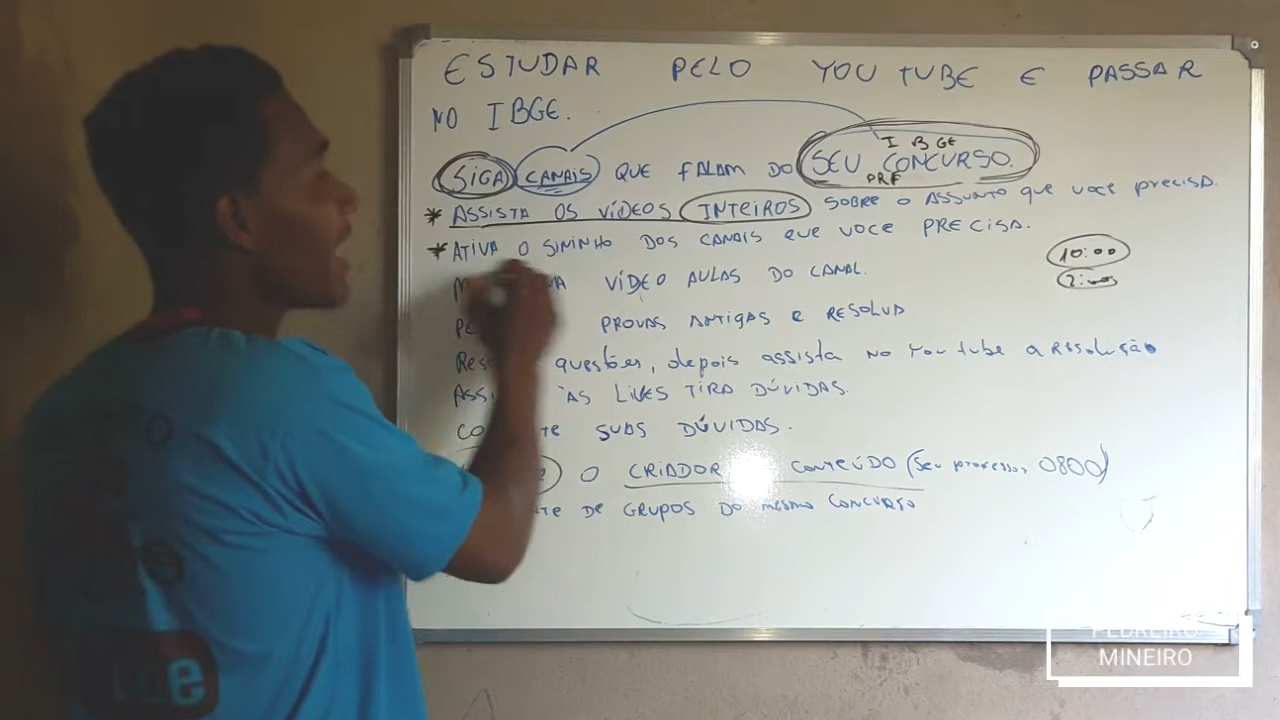 ESTUDAR PELO YOUTUBE E PASSAR
NO IBGE.
IBGE
SIGA CANAIS QUE FALAM DO SEU CONCURSO.
PRF
* ASSISTA OS VÍDEOS INTEIROS SOBRE O ASSUNTO QUE VOCE PRECISA.
* ATIVA O SININHO DOS CANAIS QUE VOCE PRECISA.
10:00
VÍDEO AULAS DO CANAL.
PROVAS ANTIGAS E RESOLVA
questões, depois assista no YouTube a Resolução
ÀS LIVES TIRA DÚVIDAS.
SUAS DÚVIDAS.
O CRIADOR CONTEÚDO (Seu professor 0800)
DE GRUPOS DO mesmo CONCURSO
PEDREIRO
MINEIRO